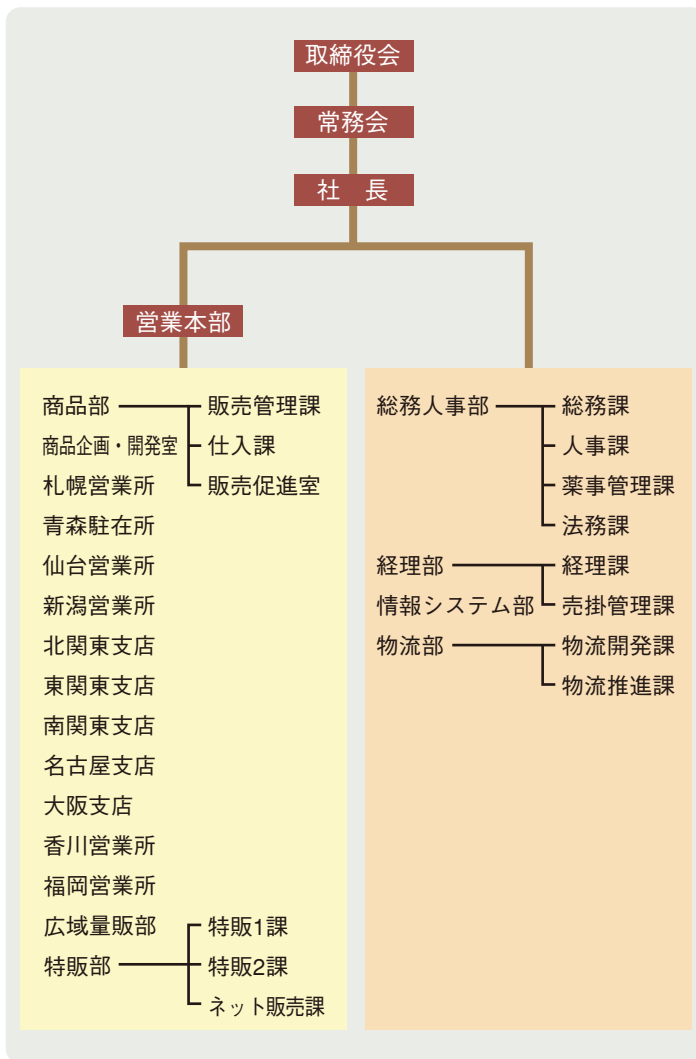 取締役会
常務会
社　長
営業本部
商品部
販売管理課
商品企画・開発室
仕入課
札幌営業所
販売促進室
青森駐在所
仙台営業所
新潟営業所
北関東支店
東関東支店
南関東支店
名古屋支店
大阪支店
香川営業所
福岡営業所
広域量販部
特販1課
特販部
特販2課
ネット販売課
総務人事部
総務課
人事課
薬事管理課
法務課
経理部
経理課
情報システム部
売掛管理課
物流部
物流開発課
物流推進課